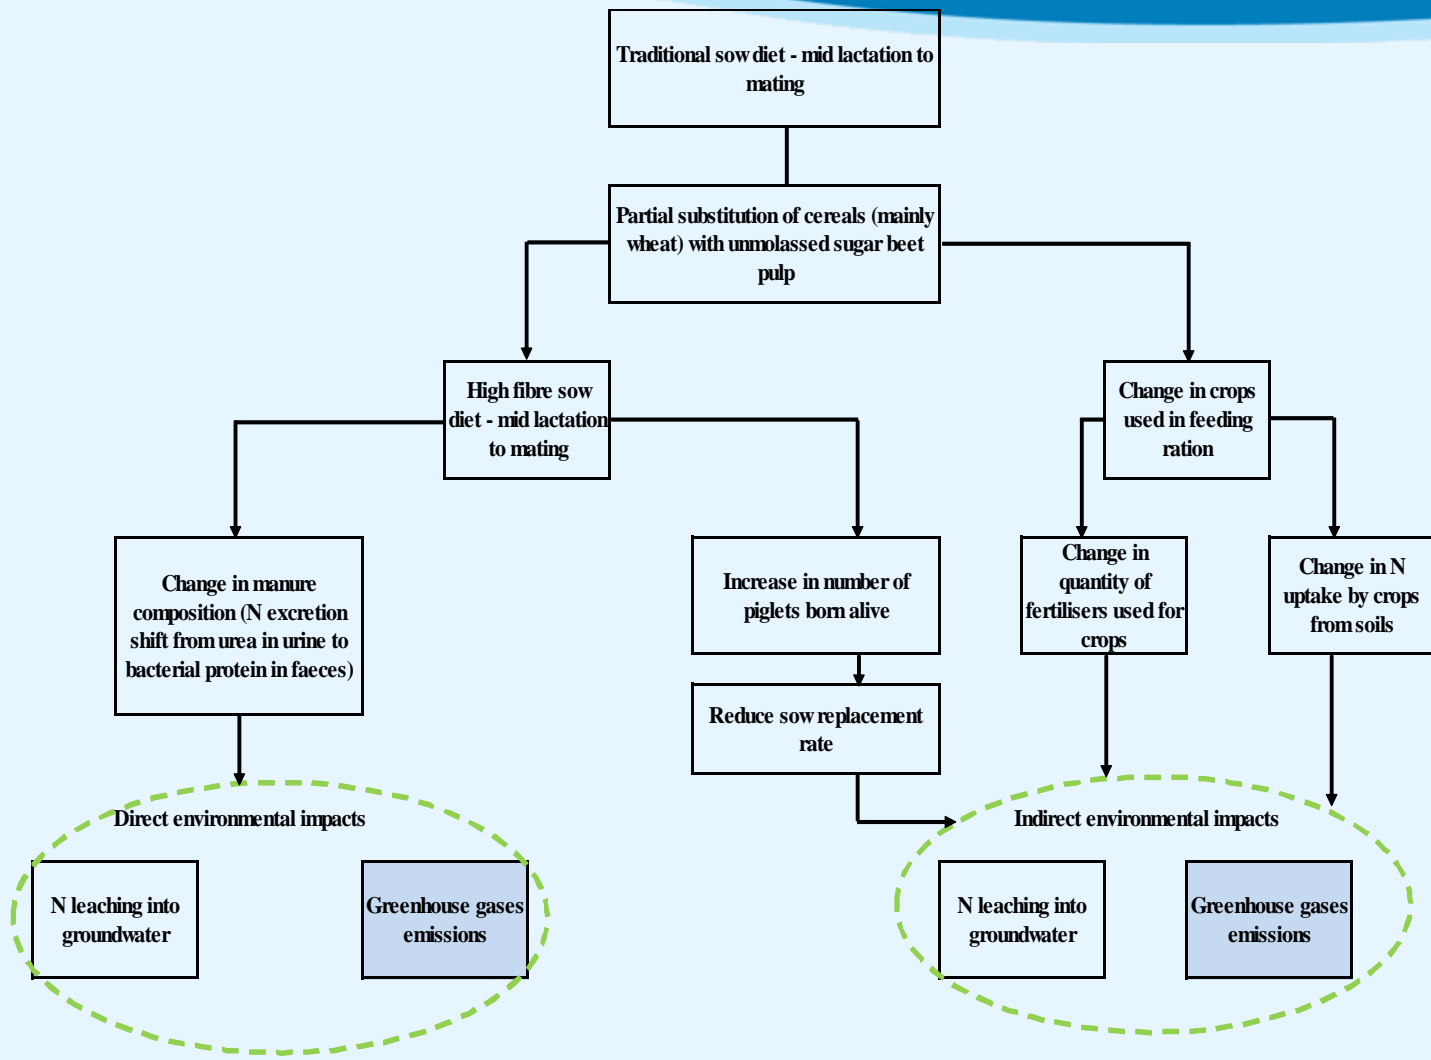 Traditional sow diet - mid lactation to
mating
Partial substitution of cereals (mainly
wheat) with unmolassed sugar beet
pulp
High fibre sow
diet - mid lactation
to mating
Change in crops
used in feeding
ration
Change in manure
composition (N excretion
shift from urea in urine to
bacterial protein in faeces)
Increase in number of
piglets born alive
Change in
quantity of
fertilisers used for
crops
Change in N
uptake by crops
from soils
Reduce sow replacement
rate
Direct environmental impacts
N leaching into
groundwater
Greenhouse gases
emissions
Indirect environmental impacts
N leaching into
groundwater
Greenhouse gases
emissions